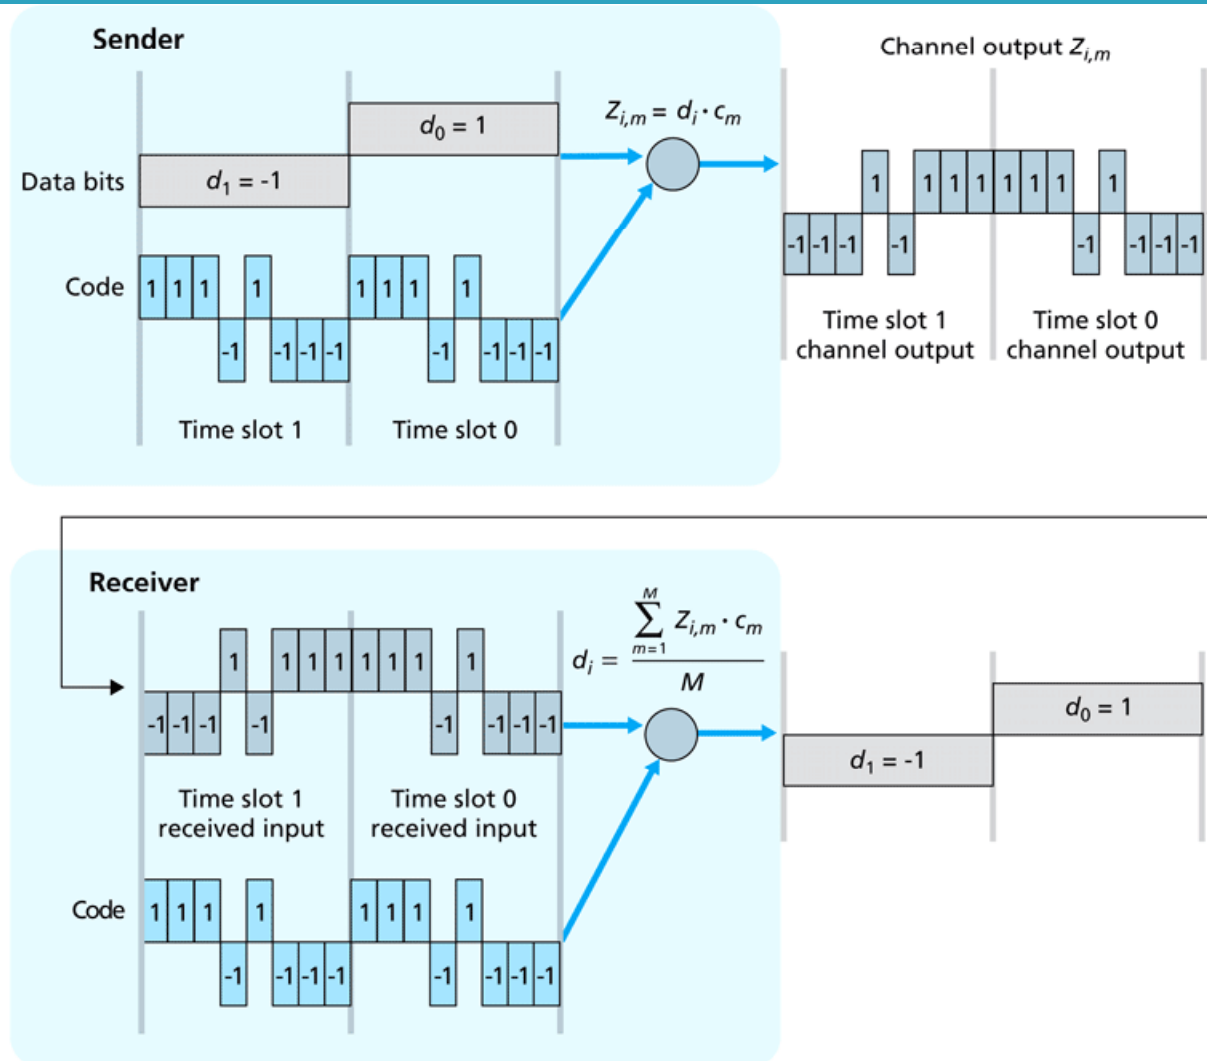 Sender
Channel output Z_{i,m}
Z_{i,m} = d_i · c_m
d_0 = 1
Data bits
d_1 = -1
1 1 1 1 1 1 1 1
-1 -1 -1 -1 -1 -1 -1 -1
Code
1 1 1 1 1 1 1 1
-1 -1 -1 -1 -1 -1 -1 -1
Time slot 1
channel output
Time slot 0
channel output
Time slot 1
Time slot 0
Receiver
d_i = \frac{\sum_{m=1}^{M} Z_{i,m} · c_m}{M}
1 1 1 1 1 1 1 1
-1 -1 -1 -1 -1 -1 -1 -1
d_0 = 1
d_1 = -1
Time slot 1
received input
Time slot 0
received input
Code
1 1 1 1 1 1 1 1
-1 -1 -1 -1 -1 -1 -1 -1